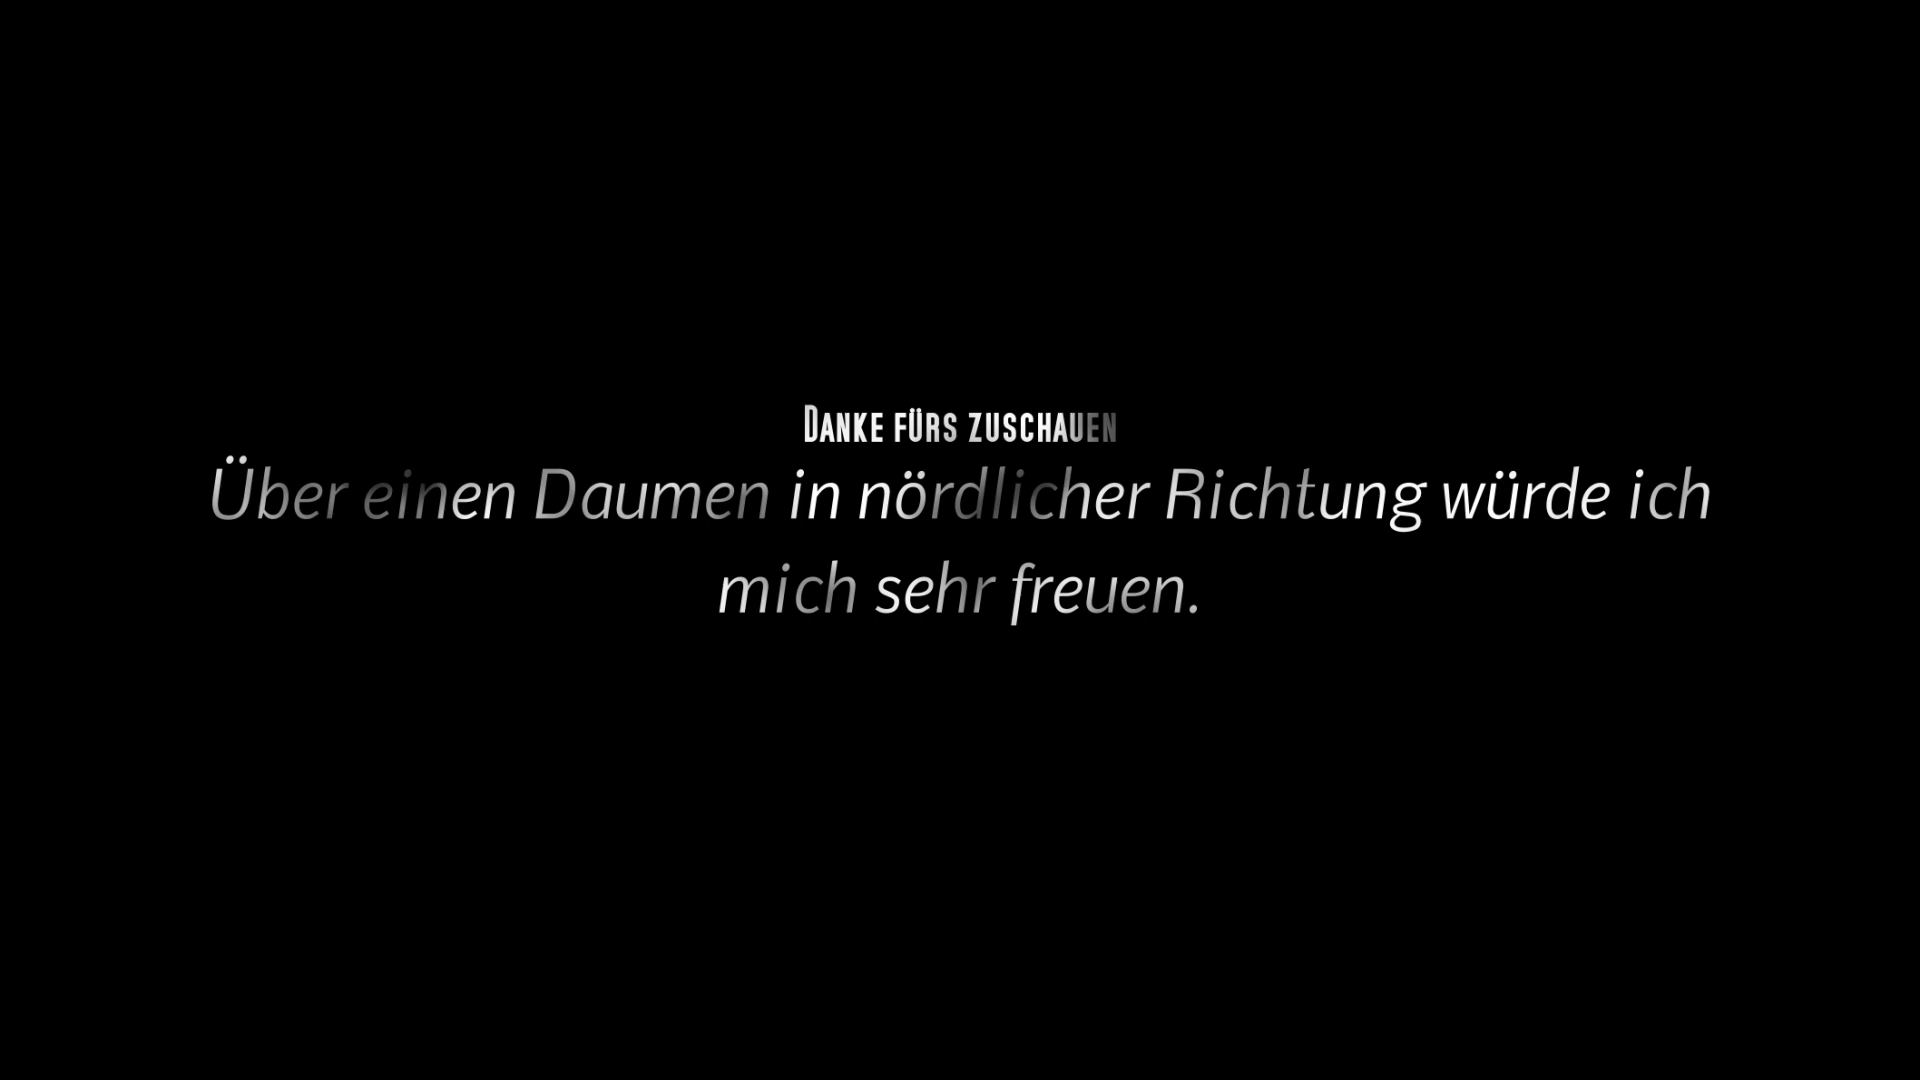 Danke fürs zuschauen
Über einen Daumen in nördlicher Richtung würde ich
mich sehr freuen.